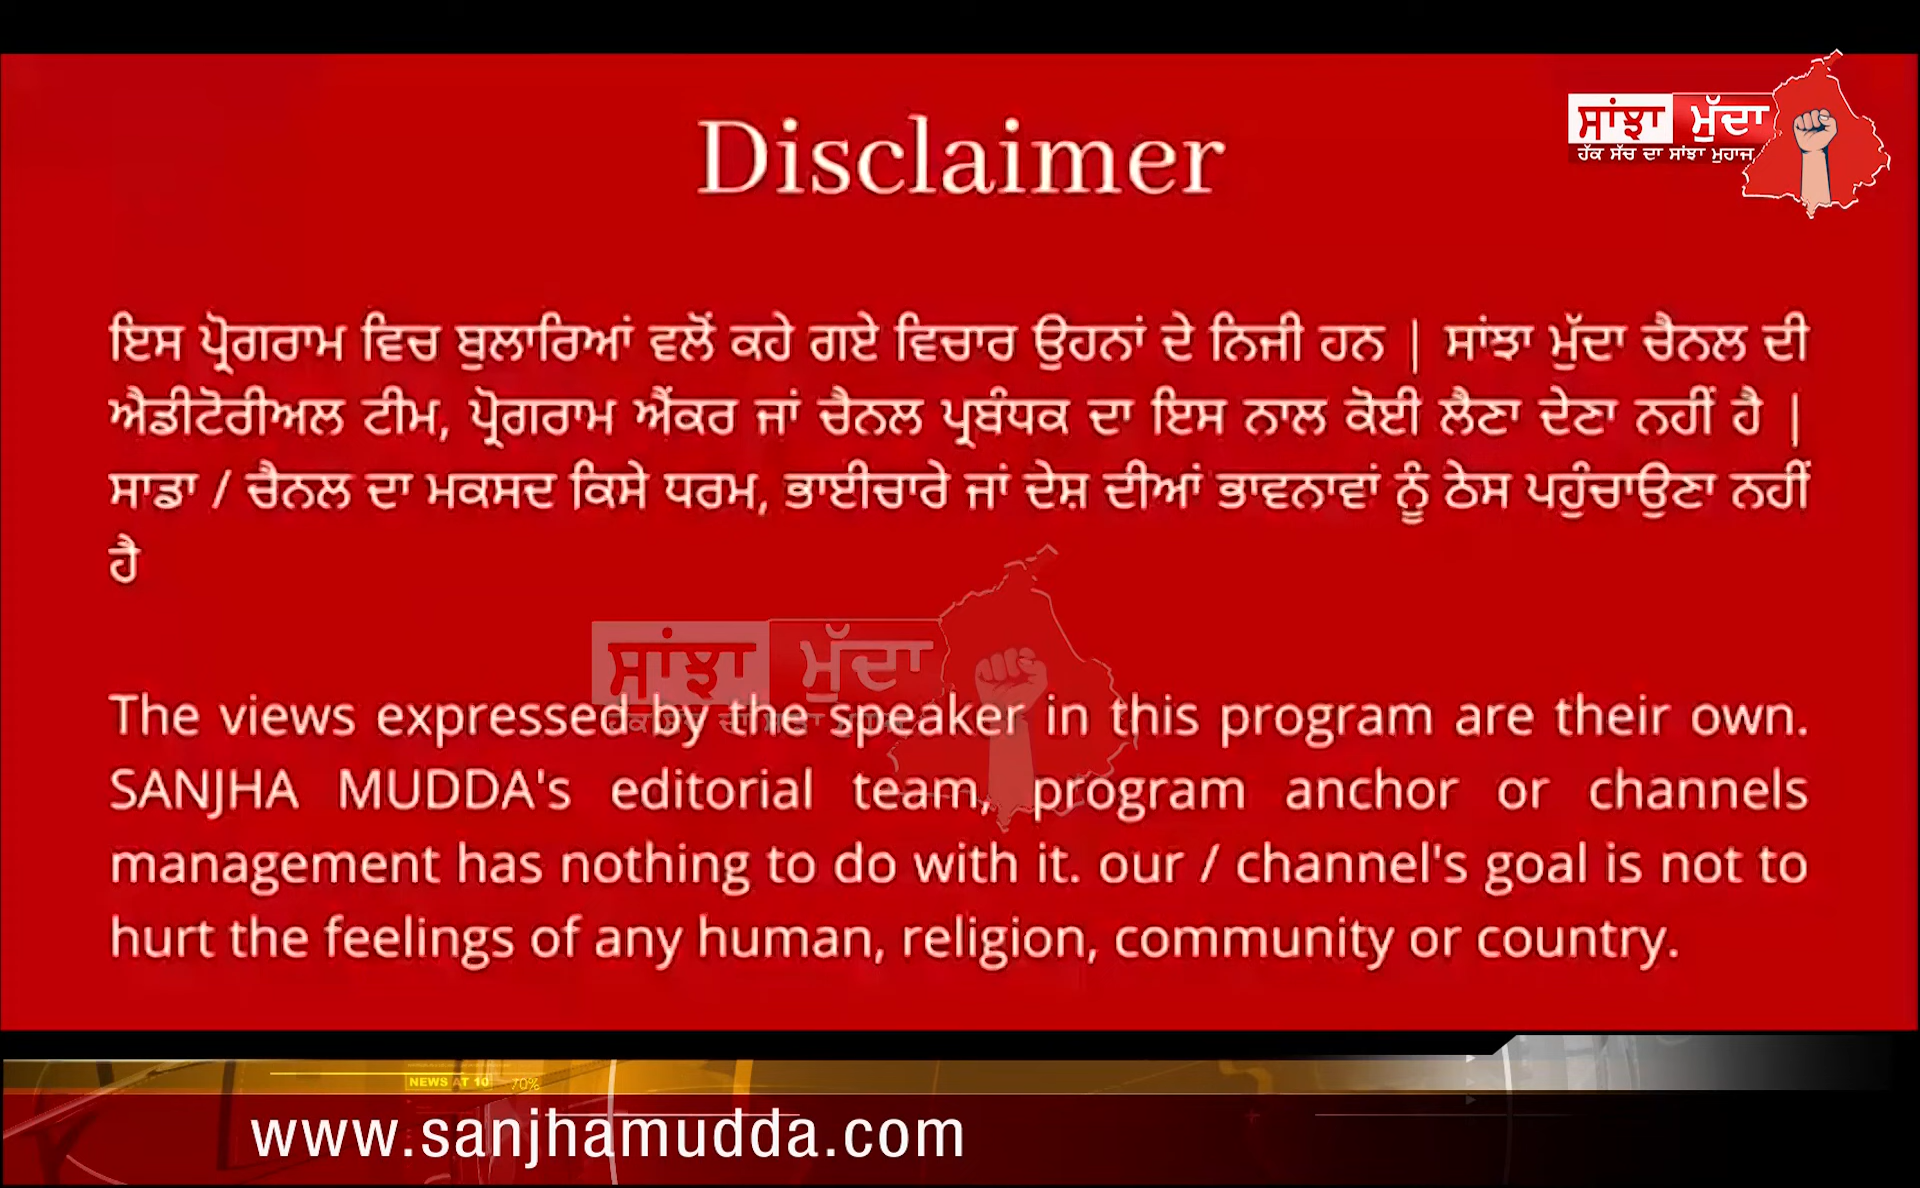 Disclaimer
ਸਾਂਝਾ ਮੁੱਦਾ
ਹੱਕ ਸੱਚ ਦਾ ਸਾਂਝਾ ਮੁਹਾਜ
ਇਸ ਪ੍ਰੋਗਰਾਮ ਵਿਚ ਬੁਲਾਰਿਆਂ ਵਲੋਂ ਕਹੇ ਗਏ ਵਿਚਾਰ ਉਹਨਾਂ ਦੇ ਨਿਜੀ ਹਨ | ਸਾਂਝਾ ਮੁੱਦਾ ਚੈਨਲ ਦੀ
ਐਡੀਟੋਰੀਅਲ ਟੀਮ, ਪ੍ਰੋਗਰਾਮ ਐਂਕਰ ਜਾਂ ਚੈਨਲ ਪ੍ਰਬੰਧਕ ਦਾ ਇਸ ਨਾਲ ਕੋਈ ਲੈਣਾ ਦੇਣਾ ਨਹੀਂ ਹੈ |
ਸਾਡਾ / ਚੈਨਲ ਦਾ ਮਕਸਦ ਕਿਸੇ ਧਰਮ, ਭਾਈਚਾਰੇ ਜਾਂ ਦੇਸ਼ ਦੀਆਂ ਭਾਵਨਾਵਾਂ ਨੂੰ ਠੇਸ ਪਹੁੰਚਾਉਣਾ ਨਹੀਂ
ਹੈ
ਸਾਂਝਾ ਮੁੱਦਾ
The views expressed by the speaker in this program are their own.
SANJHA MUDDA's editorial team, program anchor or channels
management has nothing to do with it. our / channel's goal is not to
hurt the feelings of any human, religion, community or country.
NEWS AT 10
70%
www.sanjhamudda.com